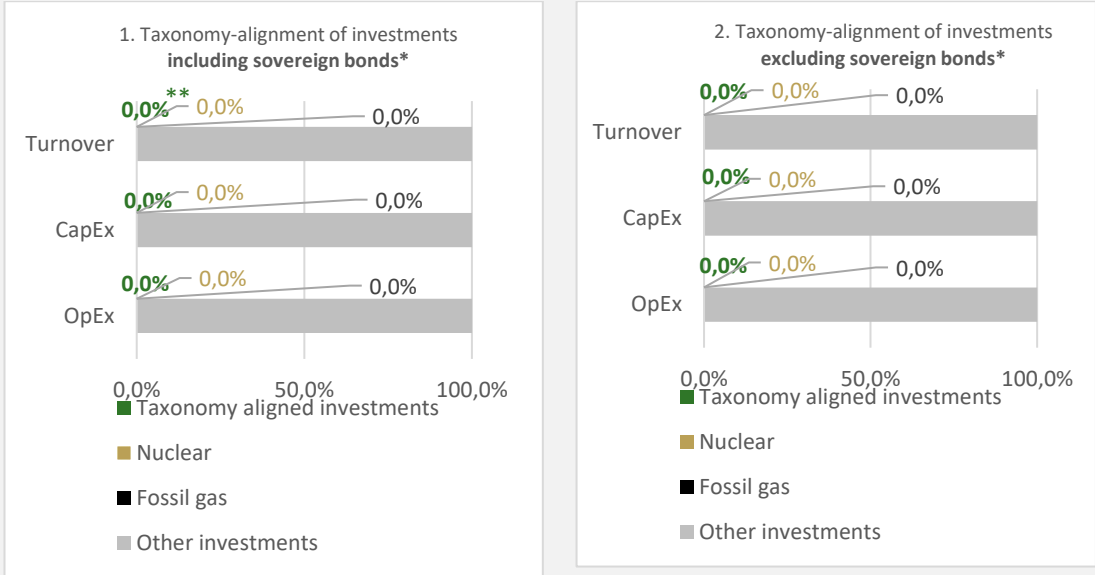 1. Taxonomy-alignment of investments
including sovereign bonds*
0,0%** 0,0% 0,0%
Turnover
0,0% 0,0% 0,0%
CapEx
0,0% 0,0% 0,0%
OpEx
0,0% 50,0% 100,0%
Taxonomy aligned investments
Nuclear
Fossil gas
Other investments
2. Taxonomy-alignment of investments
excluding sovereign bonds*
0,0% 0,0% 0,0%
Turnover
0,0% 0,0% 0,0%
CapEx
0,0% 0,0% 0,0%
OpEx
0,0% 50,0% 100,0%
Taxonomy aligned investments
Nuclear
Fossil gas
Other investments